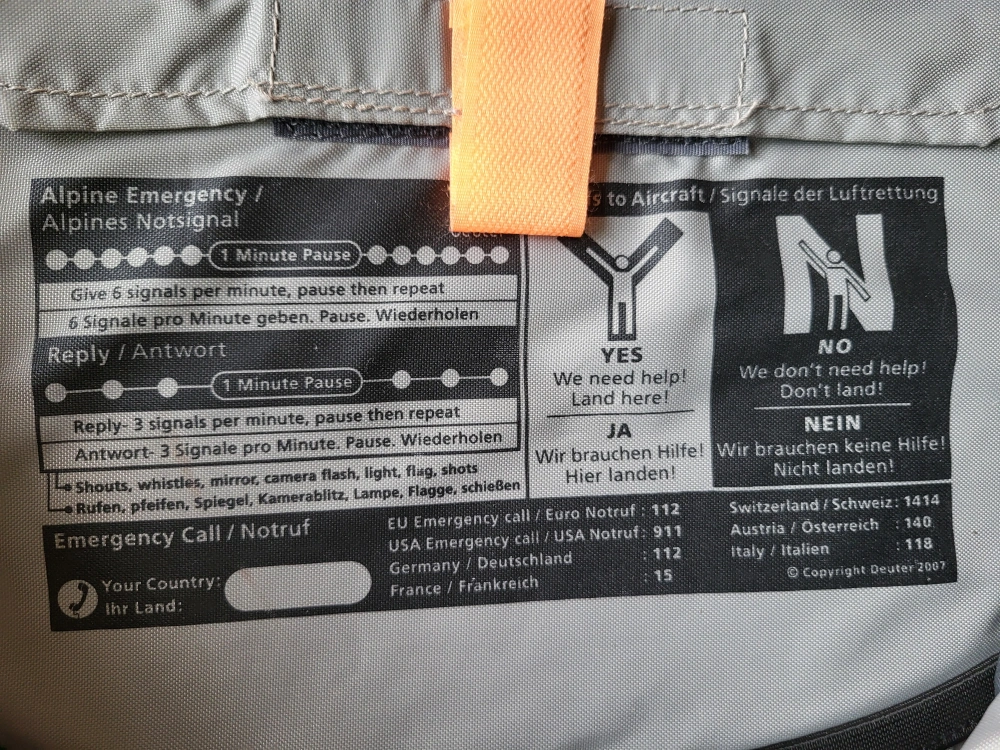 Alpine Emergency /
Alpines Notsignal
1 Minute Pause
Give 6 signals per minute, pause then repeat
6 Signale pro Minute geben. Pause. Wiederholen
Reply / Antwort
1 Minute Pause
Reply- 3 signals per minute, pause then repeat
Antwort- 3 Signale pro Minute. Pause. Wiederholen
Shouts, whistles, mirror, camera flash, light, flag, shots
Rufen, pfeifen, Spiegel, Kamerablitz, Lampe, Flagge, schießen
to Aircraft / Signale der Luftrettung
Y
YES
We need help!
Land here!
JA
Wir brauchen Hilfe!
Hier landen!
N
NO
We don't need help!
Don't land!
NEIN
Wir brauchen keine Hilfe!
Nicht landen!
Emergency Call / Notruf
Your Country:
Ihr Land:
EU Emergency call / Euro Notruf : 112
USA Emergency call / USA Notruf : 911
Germany / Deutschland : 112
France / Frankreich : 15
Switzerland / Schweiz : 1414
Austria / Österreich : 140
Italy / Italien : 118
© Copyright Deuter 2007